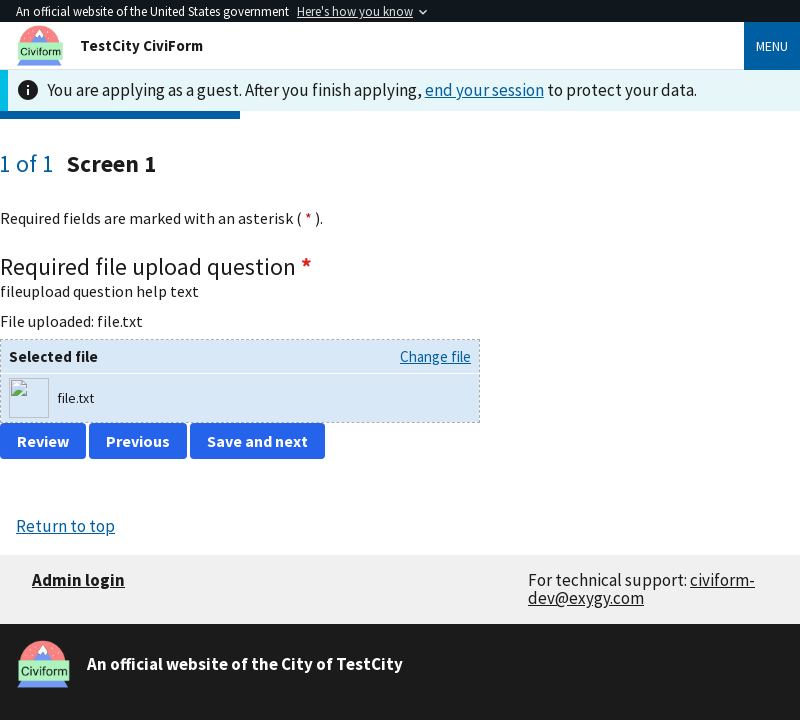 An official website of the United States government Here's how you know
Civiform
TestCity CiviForm
MENU
You are applying as a guest. After you finish applying, end your session to protect your data.
1 of 1 Screen 1
Required fields are marked with an asterisk ( * ).
Required file upload question *
fileupload question help text
File uploaded: file.txt
Selected file
Change file
file.txt
Review
Previous
Save and next
Return to top
Admin login
For technical support: civiform-
dev@exygy.com
Civiform
An official website of the City of TestCity